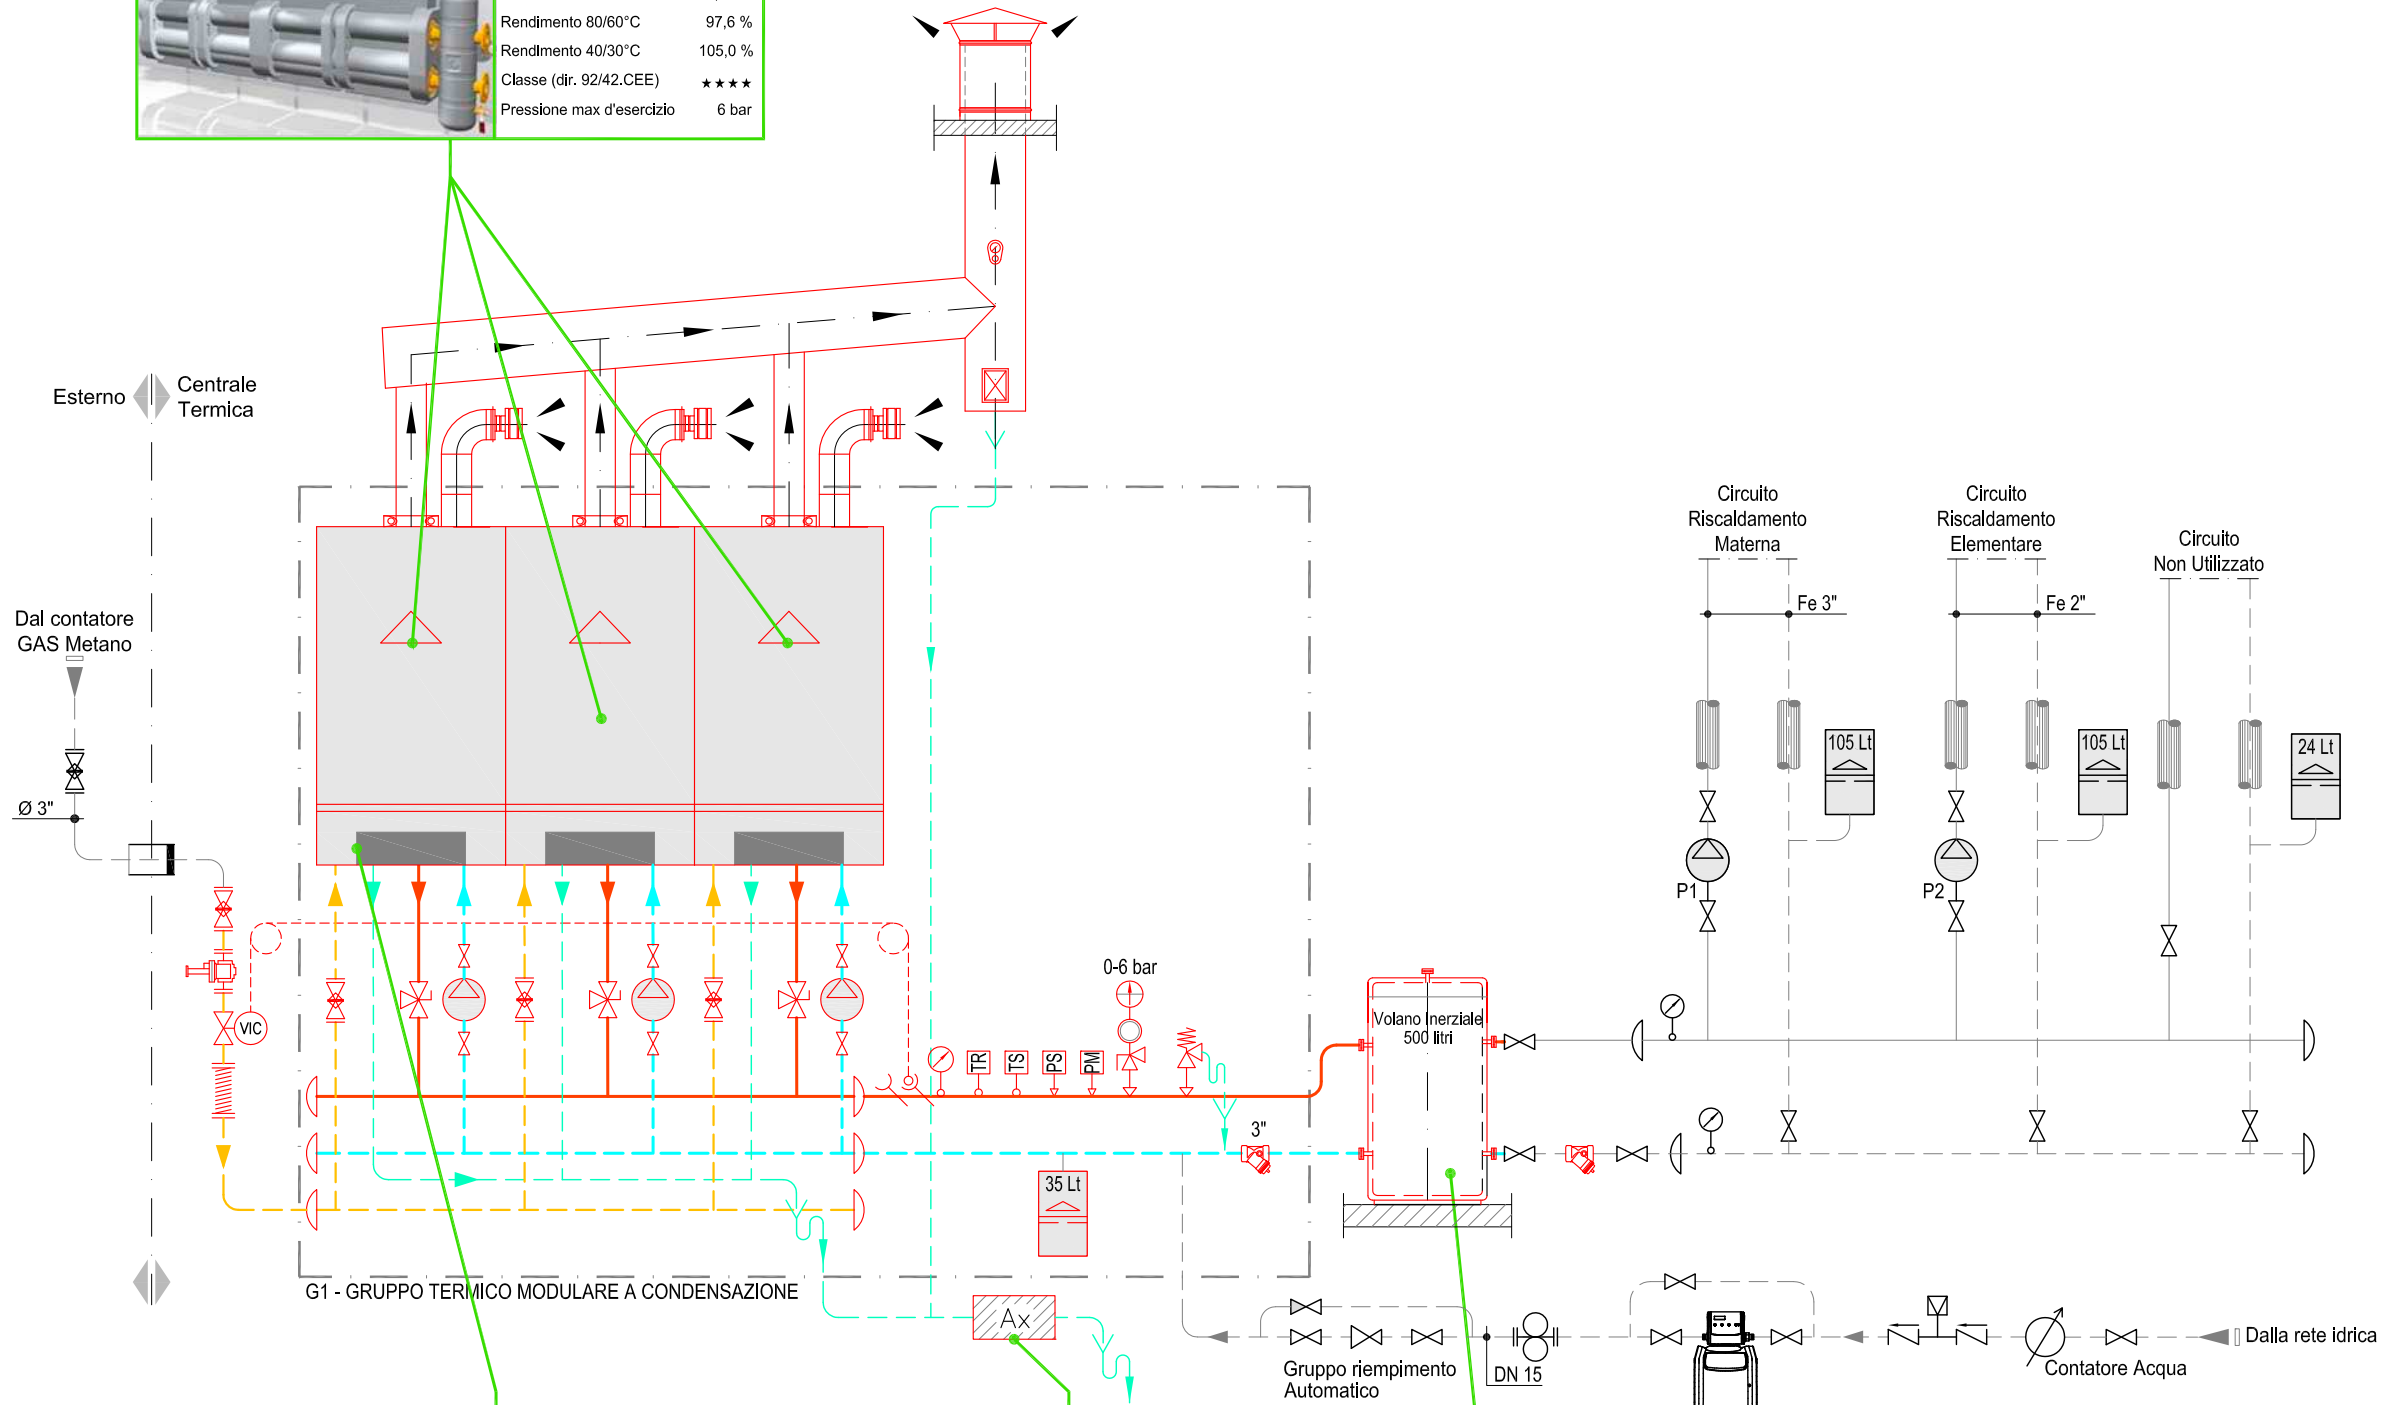 Rendimento 80/60°C 97,6 %
Rendimento 40/30°C 105,0 %
Classe (dir. 92/42.CEE) ★★★★
Pressione max d'esercizio 6 bar
Esterno
Centrale
Termica
Dal contatore
GAS Metano
Ø 3"
VIC
Circuito
Riscaldamento
Materna
Circuito
Riscaldamento
Elementare
Circuito
Non Utilizzato
Fe 3"
Fe 2"
105 Lt
105 Lt
24 Lt
P1
P2
0-6 bar
TR
TS
PS
PM
Volano Inerziale
500 litri
3"
35 Lt
G1 - GRUPPO TERMICO MODULARE A CONDENSAZIONE
Ax
Gruppo riempimento
Automatico
DN 15
Contatore Acqua
Dalla rete idrica